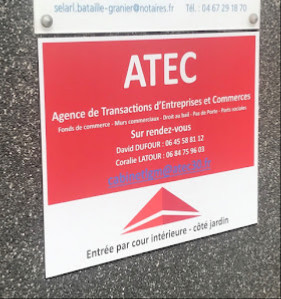 selarl.bataille-granier@notaires.fr Tél. : 04 67 29 18 70
ATEC
Agence de Transactions d'Entreprises et Commerces
Fonds de commerce - Murs commerciaux - Droit au bail - Pas de Porte - Parts sociales
Sur rendez-vous
David DUFOUR : 06 45 58 81 12
Coralie LATOUR : 06 84 75 96 03
Entrée par cour intérieure - côté jardin